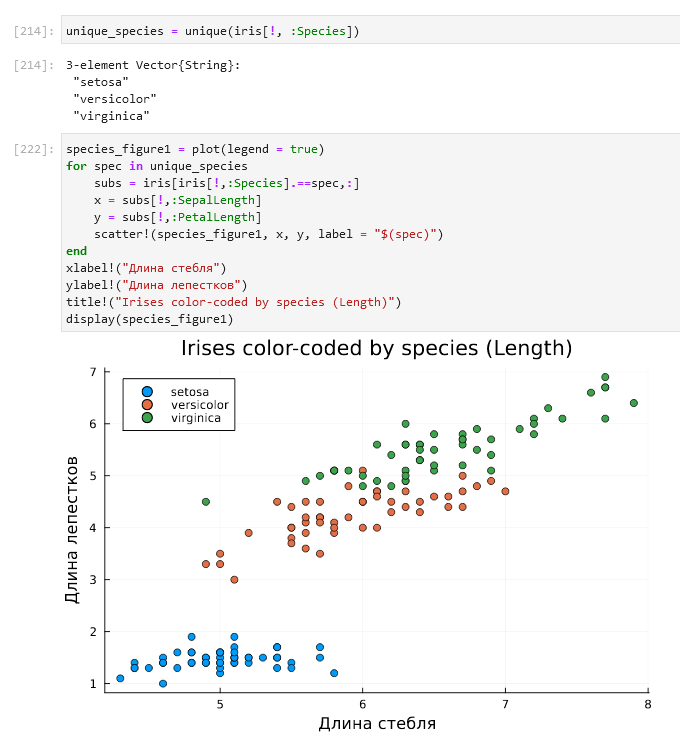 [214]: unique_species = unique(iris[!, :Species])
[214]: 3-element Vector{String}:
 "setosa"
 "versicolor"
 "virginica"
[222]: species_figure1 = plot(legend = true)
for spec in unique_species
    subs = iris[iris[!,:Species].==spec,:]
    x = subs[!,:SepalLength]
    y = subs[!,:PetalLength]
    scatter!(species_figure1, x, y, label = "$(spec)")
end
xlabel!("Длина стебля")
ylabel!("Длина лепестков")
title!("Irises color-coded by species (Length)")
display(species_figure1)
Irises color-coded by species (Length)
setosa
versicolor
virginica
Длина лепестков
7
6
5
4
3
2
1
5 6 7 8
Длина стебля